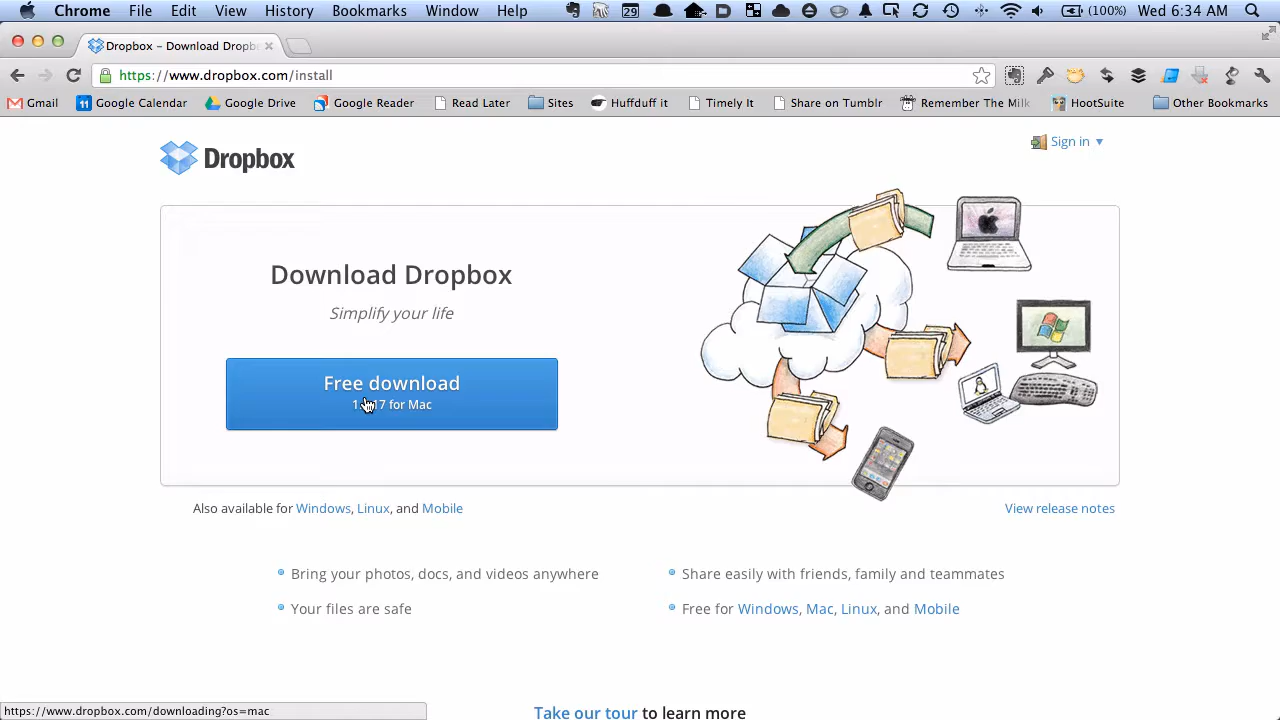 Chrome File Edit View History Bookmarks Window Help 29 (100%) Wed 6:34 AM
Dropbox – Download Dropb
https://www.dropbox.com/install
Gmail 11 Google Calendar Google Drive Google Reader Read Later Sites Huffduff it Timely It Share on Tumblr Remember The Milk HootSuite Other Bookmarks
Dropbox
Sign in
Download Dropbox
Simplify your life
Free download
17 for Mac
Also available for Windows, Linux, and Mobile
View release notes
Bring your photos, docs, and videos anywhere
Share easily with friends, family and teammates
Your files are safe
Free for Windows, Mac, Linux, and Mobile
https://www.dropbox.com/downloading?os=mac
Take our tour to learn more